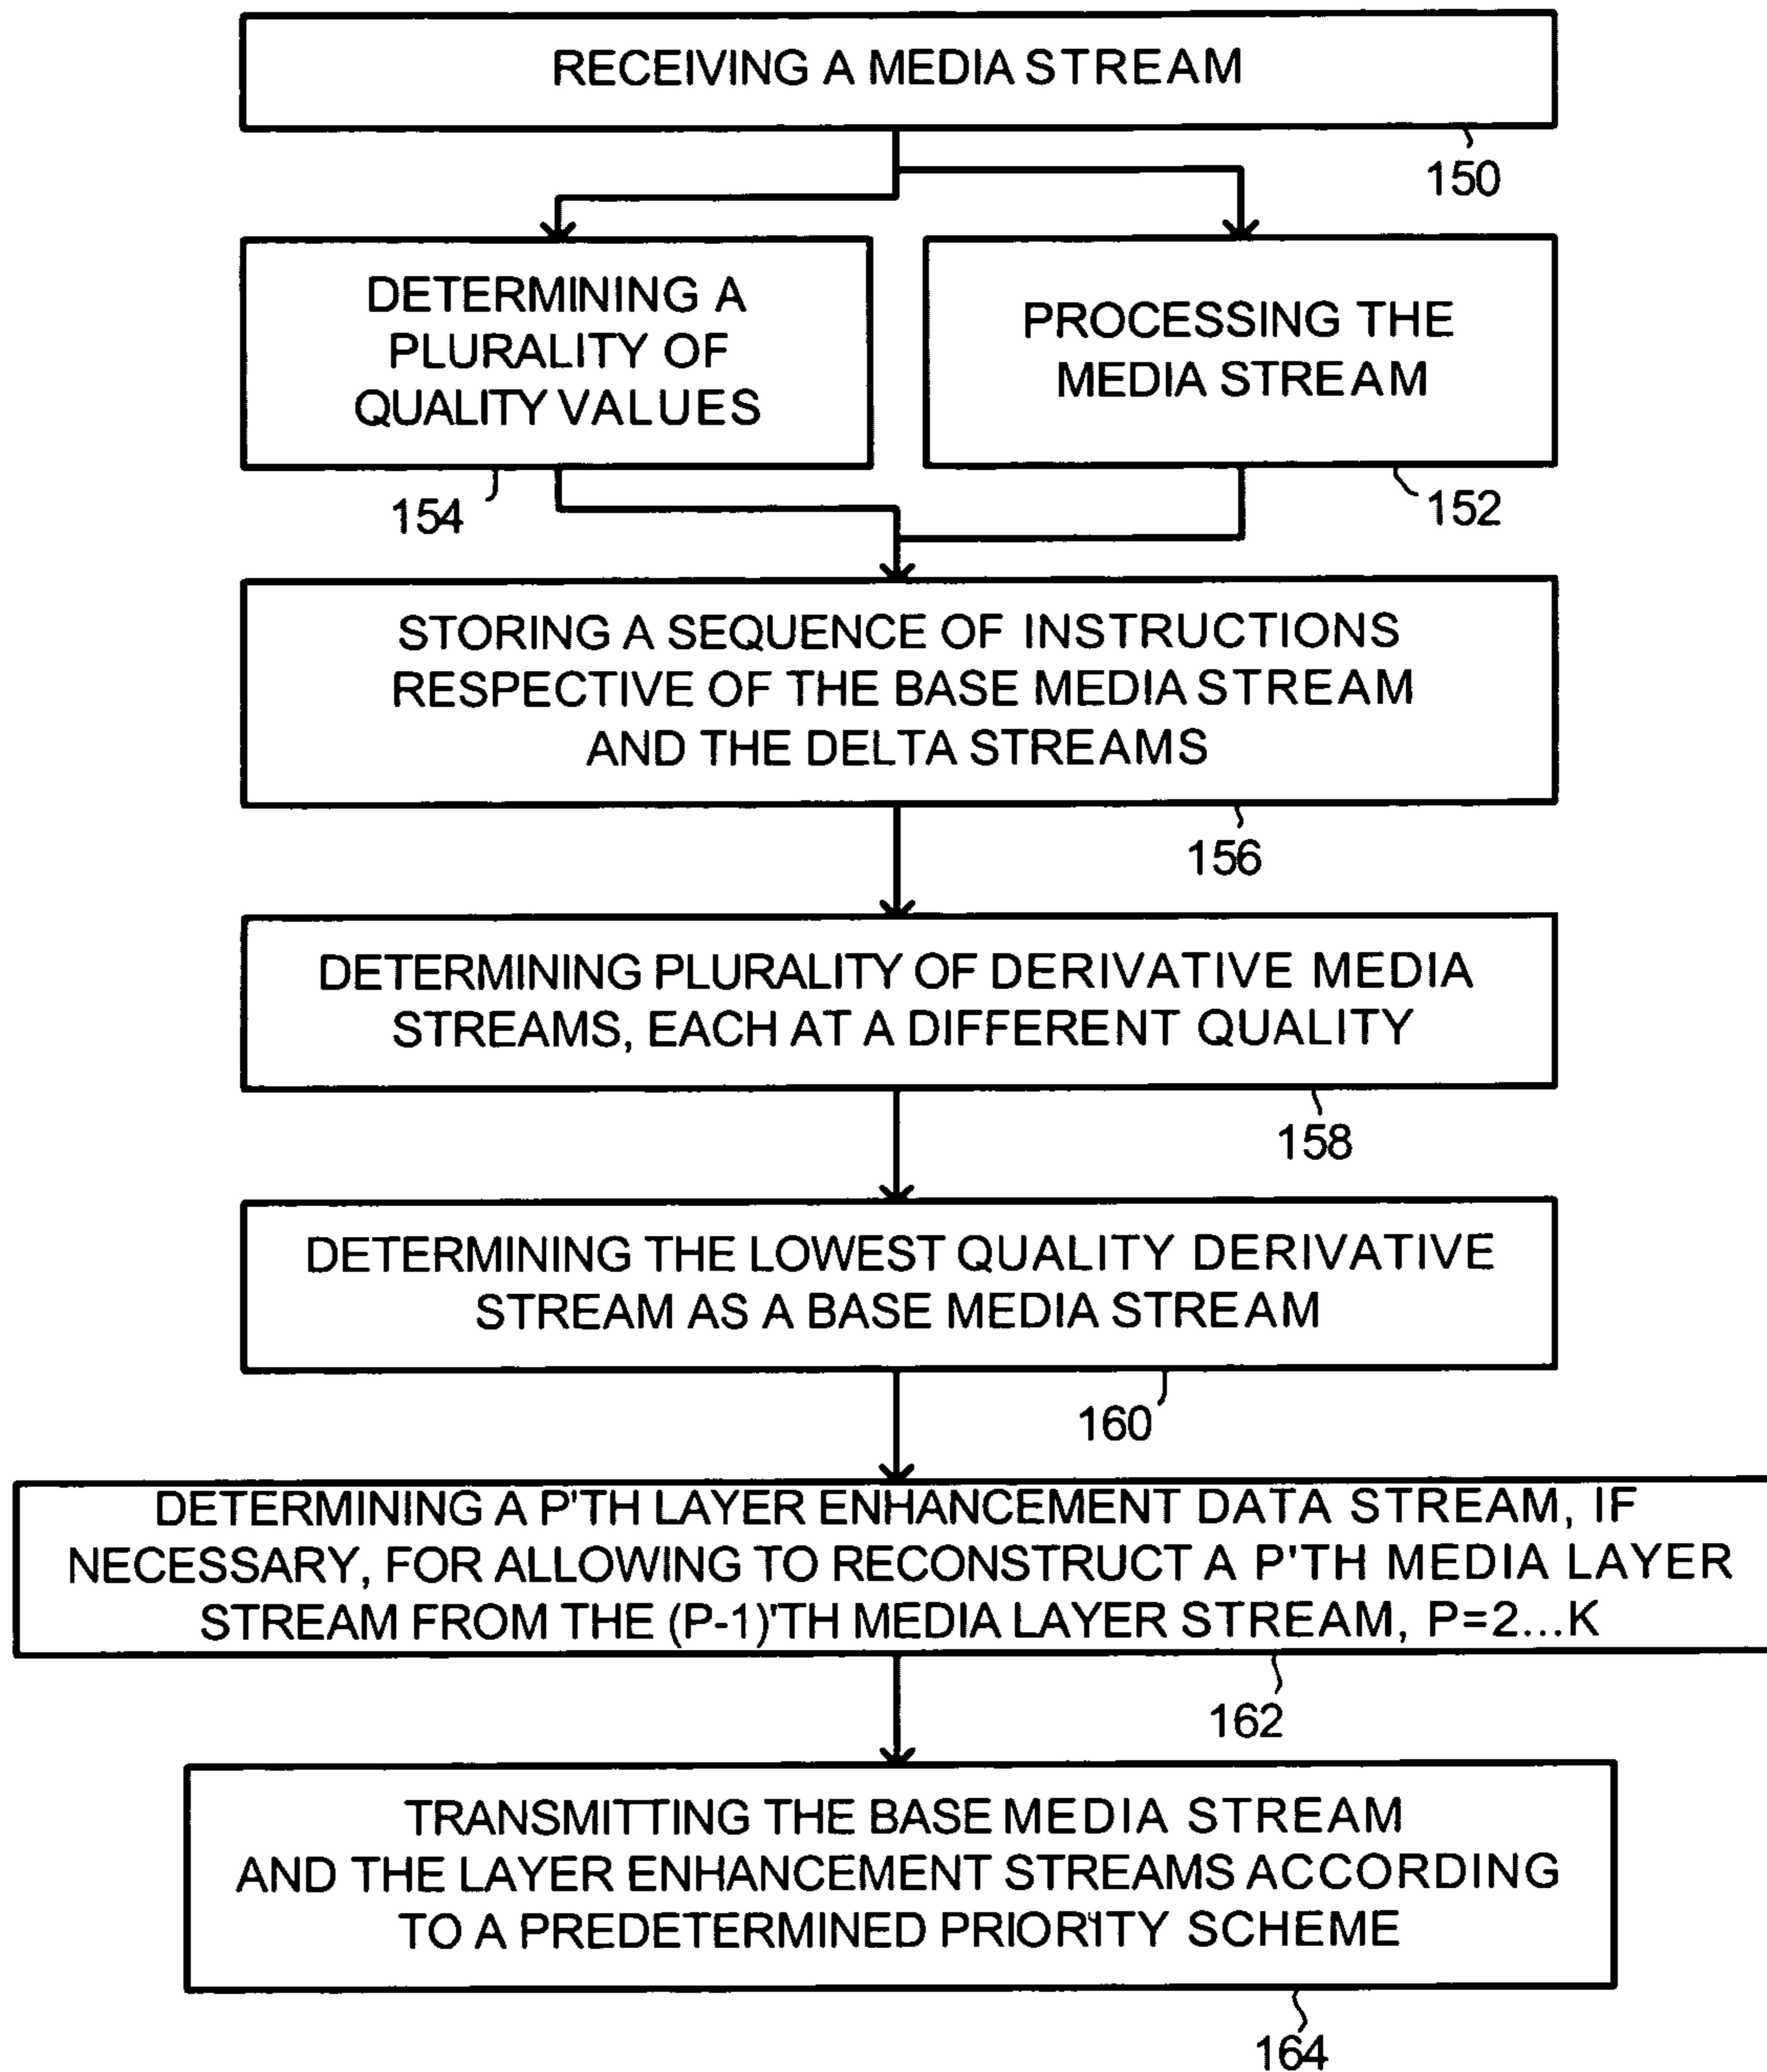 RECEIVING A MEDIA STREAM
150
DETERMINING A
PLURALITY OF
QUALITY VALUES
154
PROCESSING THE
MEDIA STREAM
152
STORING A SEQUENCE OF INSTRUCTIONS
RESPECTIVE OF THE BASE MEDIA STREAM
AND THE DELTA STREAMS
156
DETERMINING PLURALITY OF DERIVATIVE MEDIA
STREAMS, EACH AT A DIFFERENT QUALITY
158
DETERMINING THE LOWEST QUALITY DERIVATIVE
STREAM AS A BASE MEDIA STREAM
160
DETERMINING A P'TH LAYER ENHANCEMENT DATA STREAM, IF
NECESSARY, FOR ALLOWING TO RECONSTRUCT A P'TH MEDIA LAYER
STREAM FROM THE (P-1)'TH MEDIA LAYER STREAM, P=2...K
162
TRANSMITTING THE BASE MEDIA STREAM
AND THE LAYER ENHANCEMENT STREAMS ACCORDING
TO A PREDETERMINED PRIORITY SCHEME
164